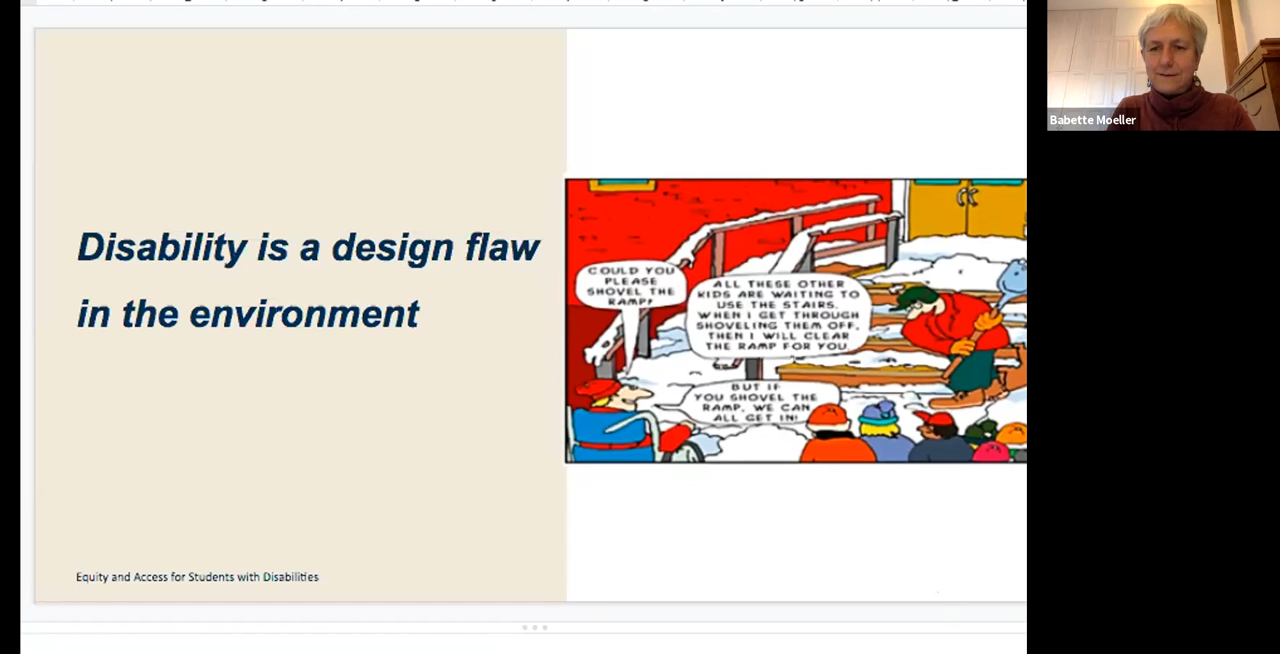 Disability is a design flaw
in the environment
COULD YOU
PLEASE
SHOVEL THE
RAMP?
ALL THESE OTHER
KIDS ARE WAITING TO
USE THE STAIRS.
WHEN I GET THROUGH
SHOVELING THEM OFF,
THEN I WILL CLEAR
THE RAMP FOR YOU.
BUT IF
YOU SHOVEL THE
RAMP, WE CAN
ALL GET IN!
Equity and Access for Students with Disabilities
Babette Moeller